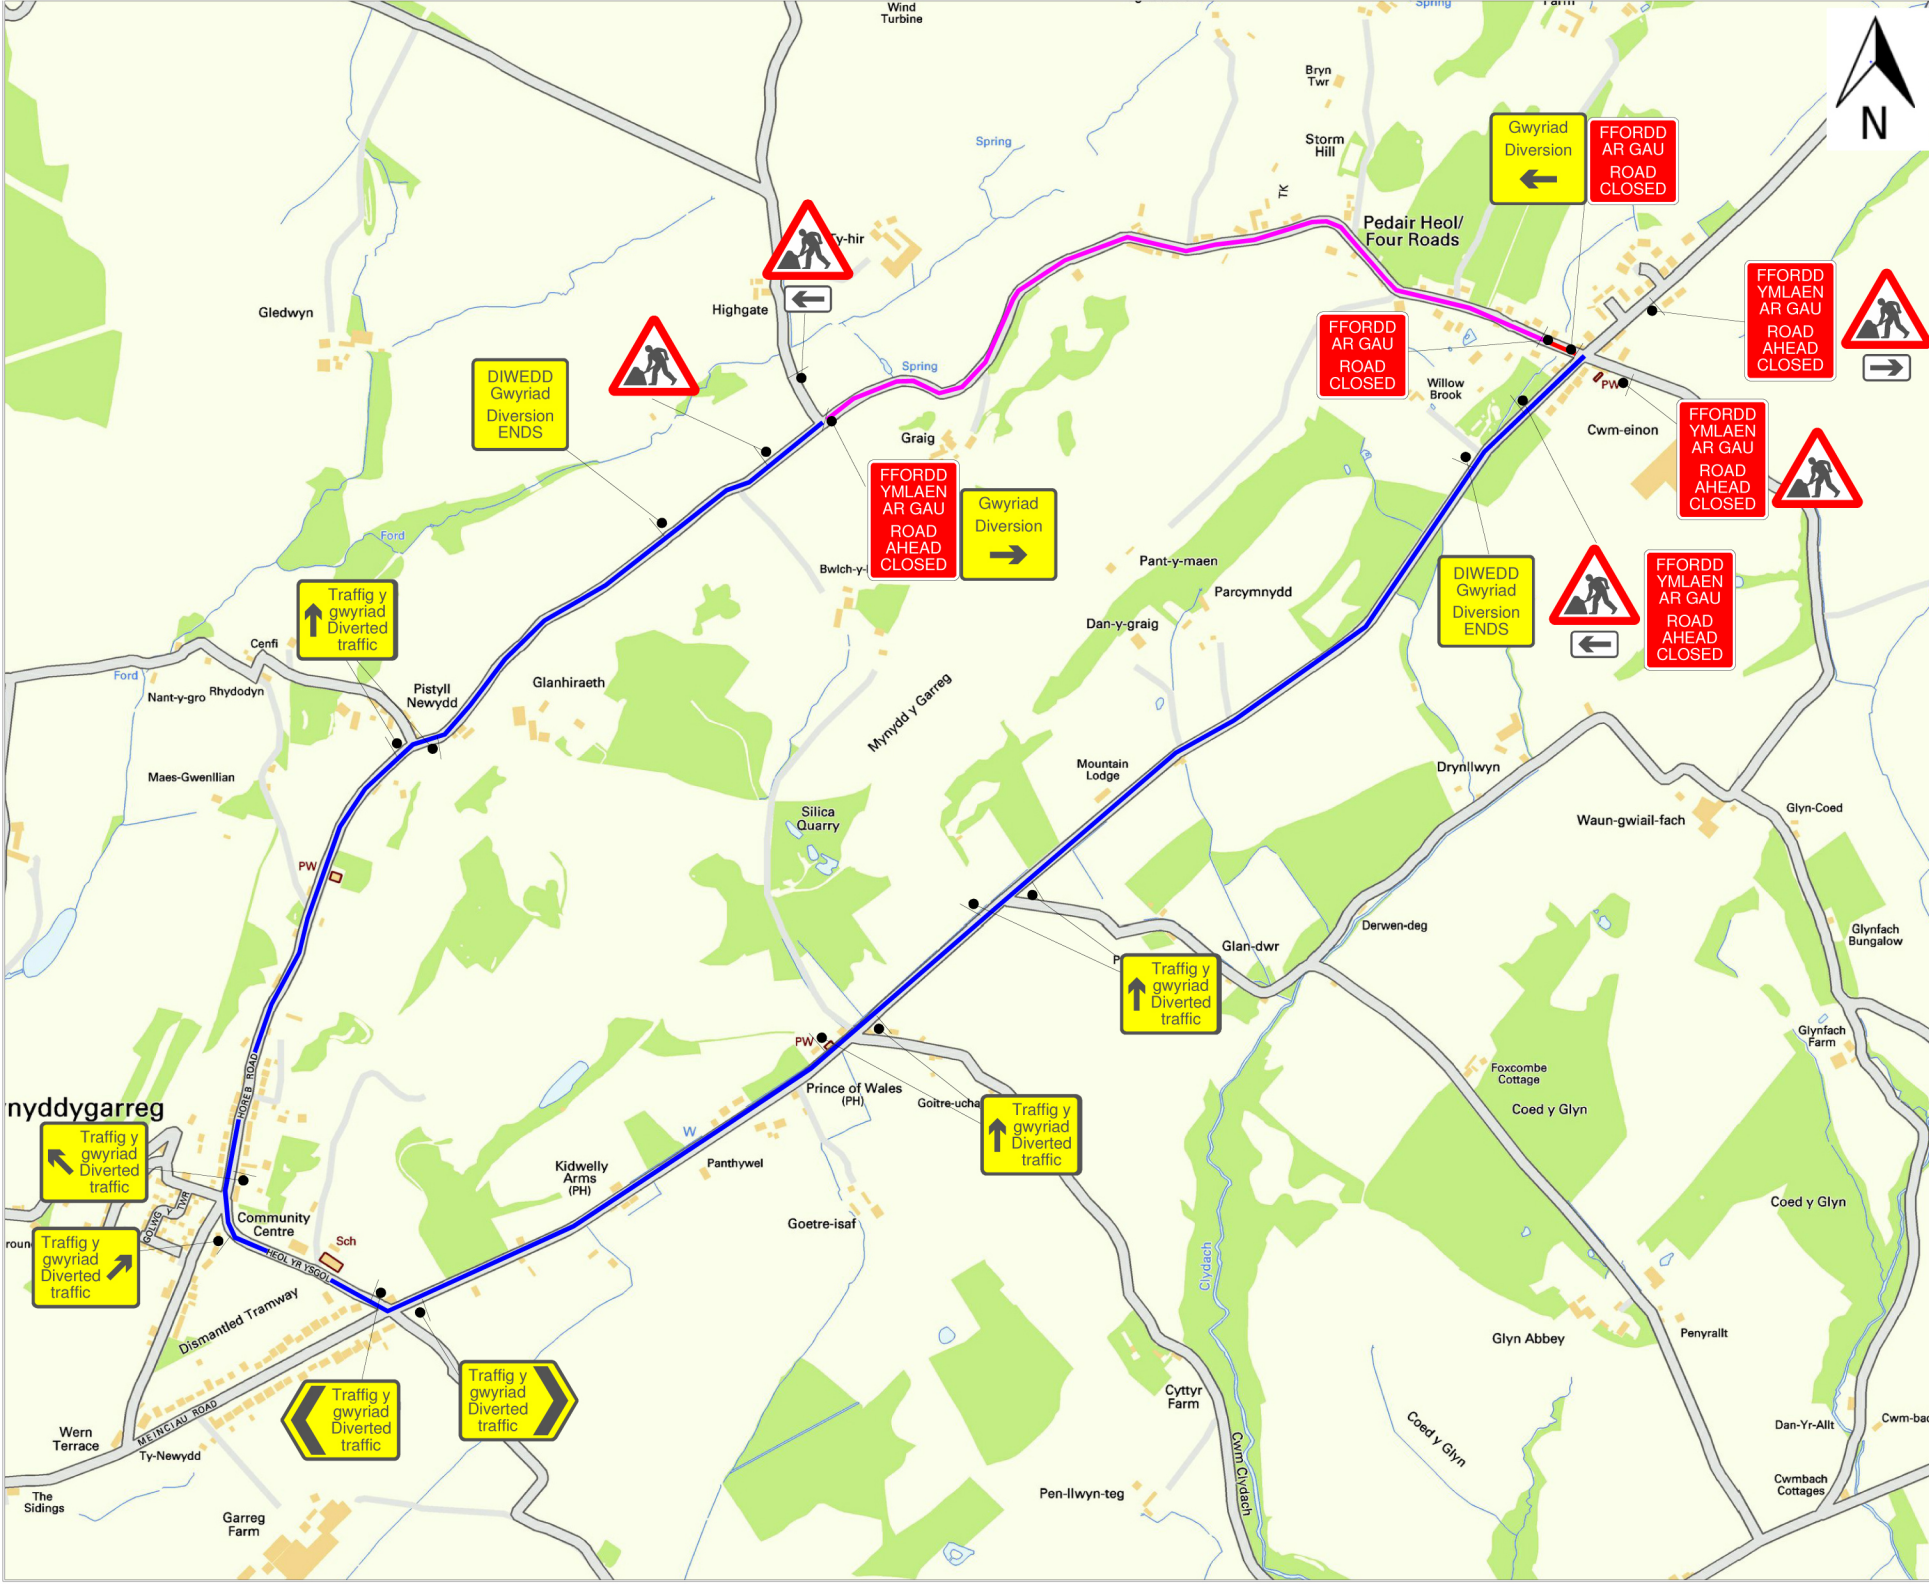 Wind
Turbine
Spring
Bryn
Twr
Storm
Hill
Spring
TK
Pedair Heol/
Four Roads
Gwyriad
Diversion
FFORDD
AR GAU
ROAD
CLOSED
N
Ty-hir
Highgate
Gledwyn
FFORDD
YMLAEN
AR GAU
ROAD
AHEAD
CLOSED
FFORDD
AR GAU
ROAD
CLOSED
DIWEDD
Gwyriad
Diversion
ENDS
Spring
Graig
Willow
Brook
PW
Cwm-einon
FFORDD
YMLAEN
AR GAU
ROAD
AHEAD
CLOSED
FFORDD
YMLAEN
AR GAU
ROAD
AHEAD
CLOSED
Gwyriad
Diversion
Ford
Bwlch-y-
Pant-y-maen
Parcymnydd
Dan-y-graig
DIWEDD
Gwyriad
Diversion
ENDS
FFORDD
YMLAEN
AR GAU
ROAD
AHEAD
CLOSED
Traffig y
gwyriad
Diverted
traffic
Cenfi
Ford
Nant-y-gro
Rhydodyn
Pistyll
Newydd
Glanhiraeth
Mynydd y Garreg
Maes-Gwenllian
Mountain
Lodge
Drynllwyn
Silica
Quarry
Waun-gwiail-fach
Glyn-Coed
PW
Glan-dwr
Derwen-deg
Glynfach
Bungalow
Traffig y
gwyriad
Diverted
traffic
PW
Prince of Wales
(PH)
Goitre-ucha
Glynfach
Farm
Foxcombe
Cottage
Coed y Glyn
HOREB ROAD
nyddygarreg
Traffig y
gwyriad
Diverted
traffic
Traffig y
gwyriad
Diverted
traffic
W
Panthywel
Kidwelly
Arms
(PH)
Goetre-isaf
Coed y Glyn
GOLWG
TWR
Community
Centre
Sch
HEOL YR YSGOL
Traffig y
gwyriad
Diverted
traffic
Clydach
Dismantled Tramway
Glyn Abbey
Penyrallt
Traffig y
gwyriad
Diverted
traffic
Traffig y
gwyriad
Diverted
traffic
Cyttyr
Farm
MEINCIAU ROAD
Wern
Terrace
Ty-Newydd
Coed y Glyn
Dan-Yr-Allt
Cwm Clydach
Cwmbach
Cottages
The
Sidings
Garreg
Farm
Pen-llwyn-teg